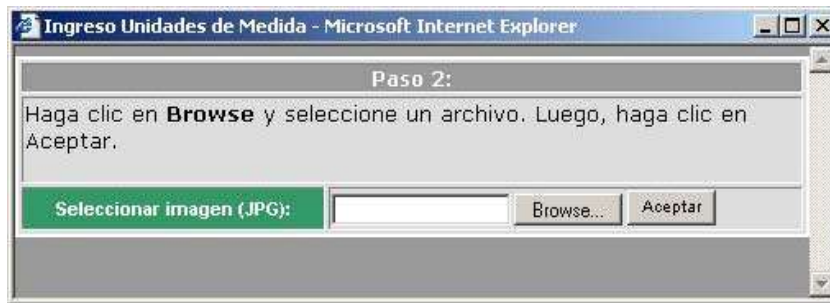 Ingreso Unidades de Medida - Microsoft Internet Explorer
Paso 2:
Haga clic en Browse y seleccione un archivo. Luego, haga clic en
Aceptar.
Seleccionar imagen (JPG): Browse... Aceptar